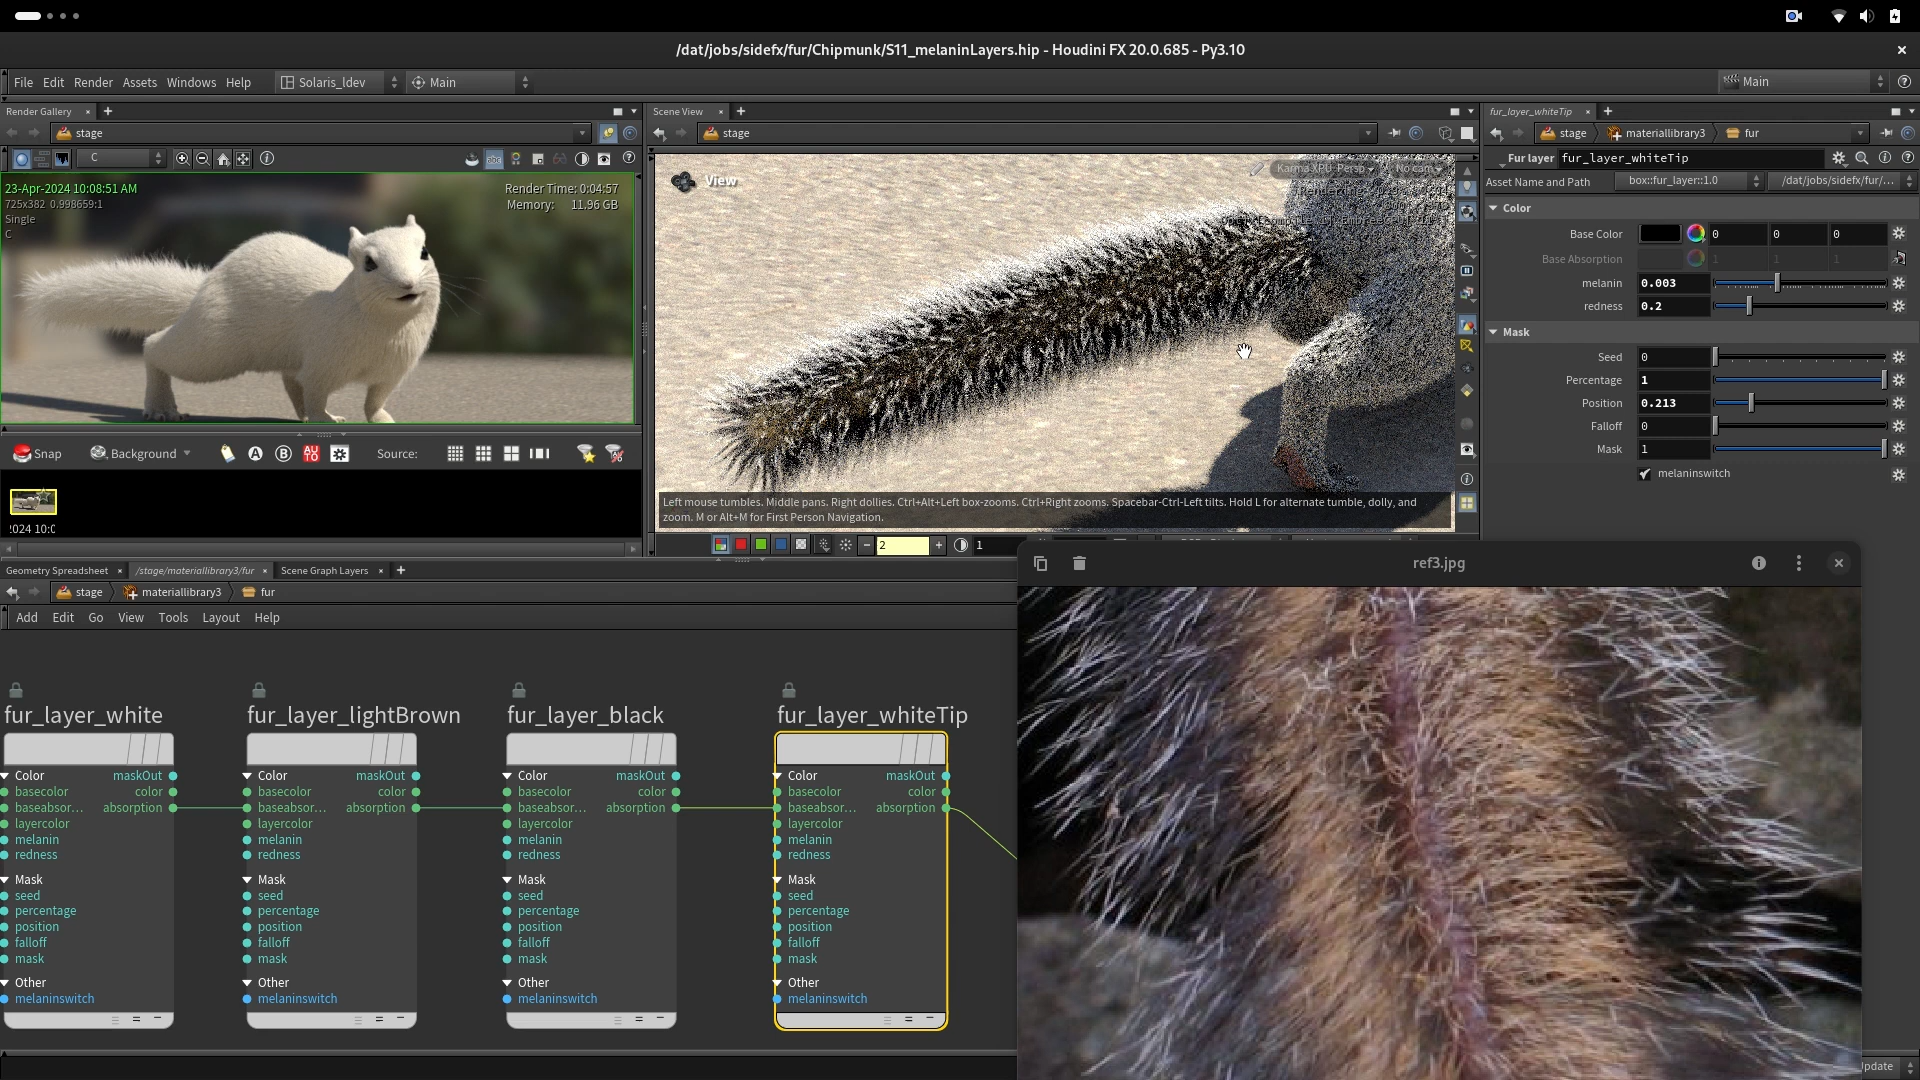 /dat/jobs/sidefx/fur/Chipmunk/S11_melaninLayers.hip - Houdini FX 20.0.685 - Py3.10
File Edit Render Assets Windows Help Solaris_ldev Main Main
Render Gallery
stage
C
23-Apr-2024 10:08:51 AM
725x382 0.998659:1
Single
C
Render Time: 0:04:57
Memory: 11.96 GB
Snap Background A B AUTO Source:
Scene View
stage
View
Karma XPU Persp No cam
Left mouse tumbles. Middle pans. Right dollies. Ctrl+Alt+Left box-zooms. Ctrl+Right zooms. Spacebar-Ctrl-Left tilts. Hold L for alternate tumble, dolly, and
zoom. M or Alt+M for First Person Navigation.
2 1
fur_layer_whiteTip
stage materiallibrary3 fur
Fur layer fur_layer_whiteTip
Asset Name and Path box::fur_layer::1.0 /dat/jobs/sidefx/fur/...
Color
Base Color 0 0 0
Base Absorption 1 1 1
melanin 0.003
redness 0.2
Mask
Seed 0
Percentage 1
Position 0.213
Falloff 0
Mask 1
melaninswitch
Geometry Spreadsheet /stage/materiallibrary3/fur Scene Graph Layers
stage materiallibrary3 fur
Add Edit Go View Tools Layout Help
fur_layer_white
Color maskOut
basecolor color
baseabsor... absorption
layercolor
melanin
redness
Mask
seed
percentage
position
falloff
mask
Other
melaninswitch
fur_layer_lightBrown
Color maskOut
basecolor color
baseabsor... absorption
layercolor
melanin
redness
Mask
seed
percentage
position
falloff
mask
Other
melaninswitch
fur_layer_black
Color maskOut
basecolor color
baseabsor... absorption
layercolor
melanin
redness
Mask
seed
percentage
position
falloff
mask
Other
melaninswitch
fur_layer_whiteTip
Color maskOut
basecolor color
baseabsor... absorption
layercolor
melanin
redness
Mask
seed
percentage
position
falloff
mask
Other
melaninswitch
ref3.jpg